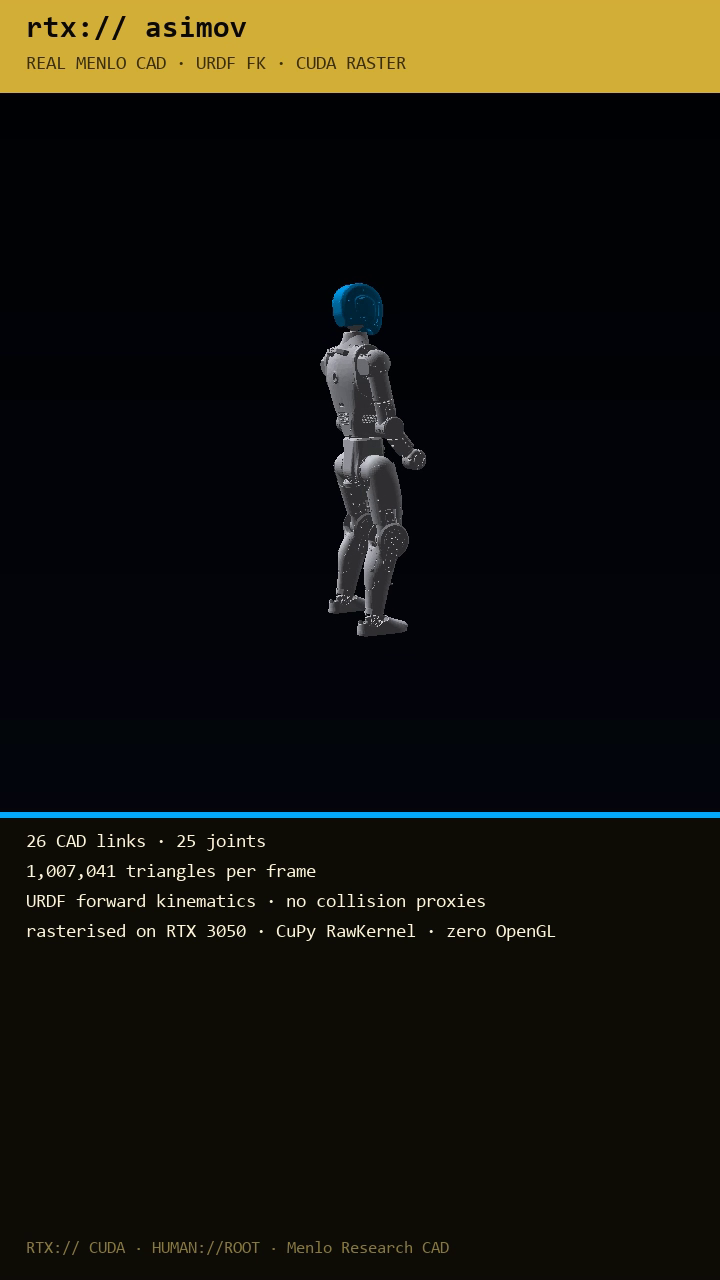 rtx:// asimov
REAL MENLO CAD · URDF FK · CUDA RASTER
26 CAD links · 25 joints
1,007,041 triangles per frame
URDF forward kinematics · no collision proxies
rasterised on RTX 3050 · CuPy RawKernel · zero OpenGL
RTX:// CUDA · HUMAN://ROOT · Menlo Research CAD